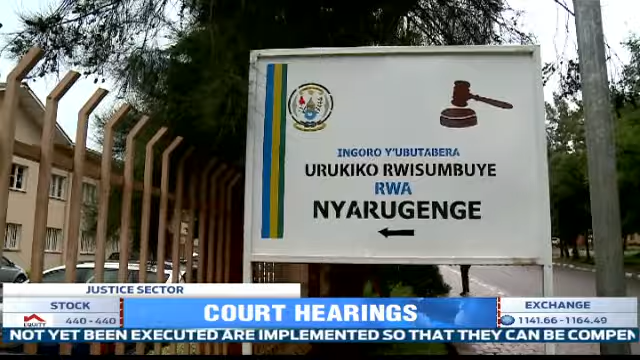 INGORO Y'UBUTABERA
URUKIKO RWISUMBUYE
RWA
NYARUGENGE
JUSTICE SECTOR
STOCK
COURT HEARINGS
EXCHANGE
EQUITY
440 - 440
1141.66 - 1164.49
NOT YET BEEN EXECUTED ARE IMPLEMENTED SO THAT THEY CAN BE COMPEN